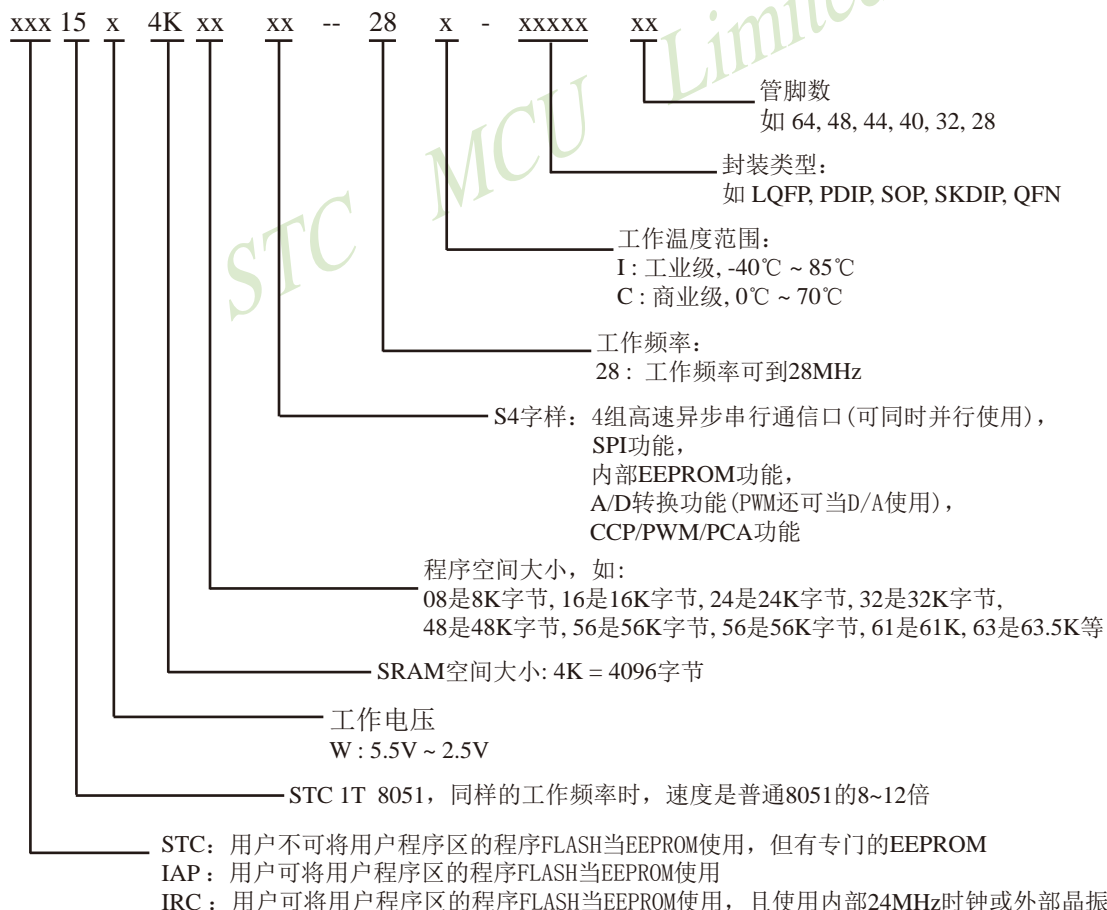 xxx 15 x 4K xx xx -- 28 x - xxxxx xx
管脚数
如 64, 48, 44, 40, 32, 28
封装类型：
如 LQFP, PDIP, SOP, SKDIP, QFN
工作温度范围：
I : 工业级, -40℃ ~ 85℃
C : 商业级, 0℃ ~ 70℃
工作频率：
28 : 工作频率可到28MHz
S4字样：4组高速异步串行通信口(可同时并行使用)，
SPI功能，
内部EEPROM功能，
A/D转换功能(PWM还可当D/A使用)，
CCP/PWM/PCA功能
程序空间大小，如:
08是8K字节, 16是16K字节, 24是24K字节, 32是32K字节,
48是48K字节, 56是56K字节, 56是56K字节, 61是61K, 63是63.5K等
SRAM空间大小: 4K = 4096字节
工作电压
W : 5.5V ~ 2.5V
STC 1T 8051，同样的工作频率时，速度是普通8051的8~12倍
STC：用户不可将用户程序区的程序FLASH当EEPROM使用，但有专门的EEPROM
IAP：用户可将用户程序区的程序FLASH当EEPROM使用
IRC：用户可将用户程序区的程序FLASH当EEPROM使用，且使用内部24MHz时钟或外部晶振
STC MCU Limited